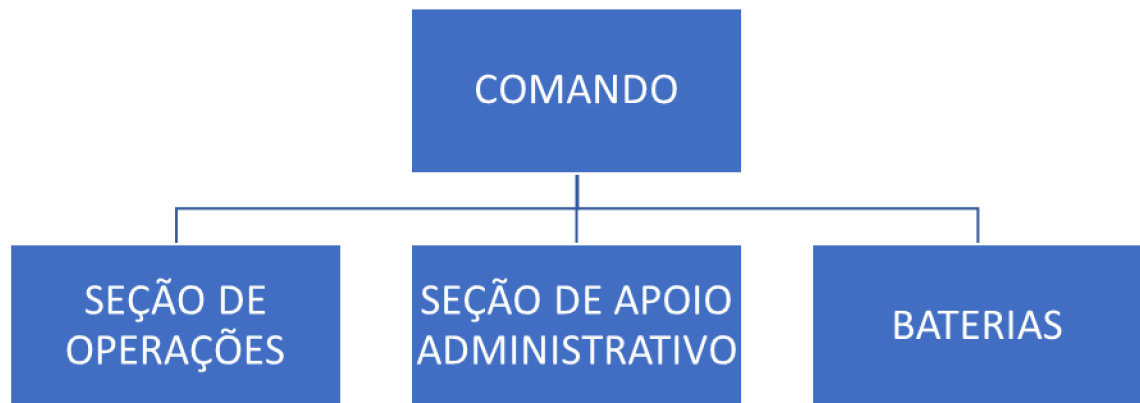 COMANDO
SEÇÃO DE
OPERAÇÕES
SEÇÃO DE APOIO
ADMINISTRATIVO
BATERIAS